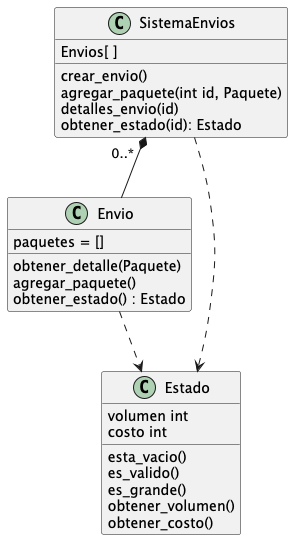 C SistemaEnvios
Envios[ ]
crear_envio()
agregar_paquete(int id, Paquete)
detalles_envio(id)
obtener_estado(id): Estado
0..*
C Envio
paquetes = []
obtener_detalle(Paquete)
agregar_paquete()
obtener_estado() : Estado
C Estado
volumen int
costo int
esta_vacio()
es_valido()
es_grande()
obtener_volumen()
obtener_costo()